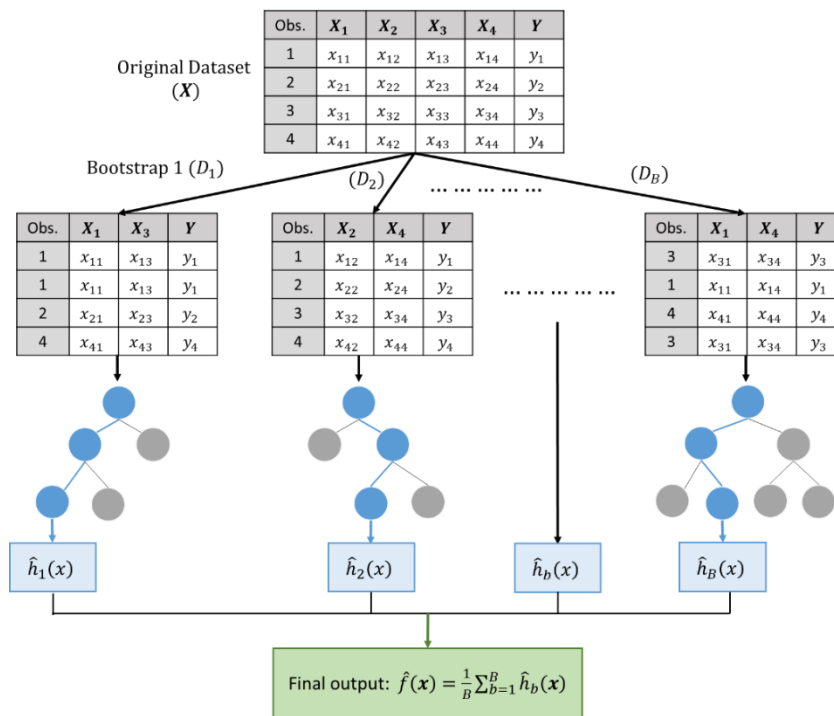 Obs. X₁ X₂ X₃ X₄ Y
1 x₁₁ x₁₂ x₁₃ x₁₄ y₁
2 x₂₁ x₂₂ x₂₃ x₂₄ y₂
3 x₃₁ x₃₂ x₃₃ x₃₄ y₃
4 x₄₁ x₄₂ x₄₃ x₄₄ y₄
Original Dataset
(X)
Bootstrap 1 (D₁)
(D₂)
… … … … …
(D_B)
Obs. X₁ X₃ Y
1 x₁₁ x₁₃ y₁
1 x₁₁ x₁₃ y₁
2 x₂₁ x₂₃ y₂
4 x₄₁ x₄₃ y₄
Obs. X₂ X₄ Y
1 x₁₂ x₁₄ y₁
2 x₂₂ x₂₄ y₂
3 x₃₂ x₃₄ y₃
4 x₄₂ x₄₄ y₄
… … … … …
Obs. X₁ X₄ Y
3 x₃₁ x₃₄ y₃
1 x₁₁ x₁₄ y₁
4 x₄₁ x₄₄ y₄
3 x₃₁ x₃₄ y₃
ĥ₁(x)
ĥ₂(x)
ĥ_b(x)
ĥ_B(x)
Final output: f̂(x) = 1/B ∑_{b=1}^{B} ĥ_b(x)